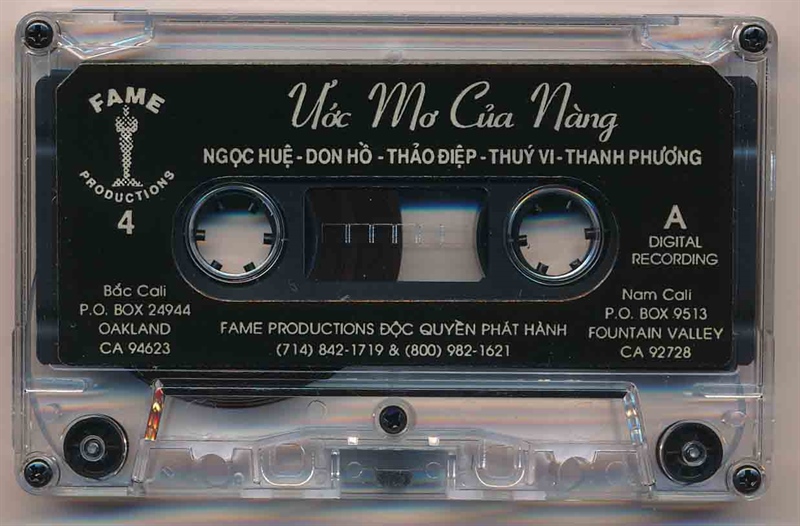 FAME
PRODUCTIONS
4
Ước Mơ Của Nàng
NGỌC HUỆ - DON HỒ - THẢO ĐIỆP - THUÝ VI - THANH PHƯƠNG
A
DIGITAL
RECORDING
Bắc Cali
P.O. BOX 24944
OAKLAND
CA 94623
FAME PRODUCTIONS ĐỘC QUYỀN PHÁT HÀNH
(714) 842-1719 & (800) 982-1621
Nam Cali
P.O. BOX 9513
FOUNTAIN VALLEY
CA 92728